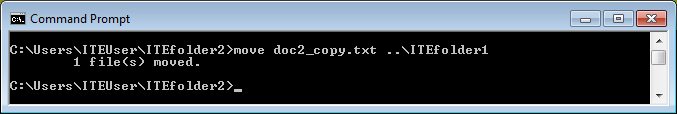 Command Prompt
C:\Users\ITEUser\ITEfolder2>move doc2_copy.txt ..\ITEfolder1
1 file(s) moved.
C:\Users\ITEUser\ITEfolder2>_